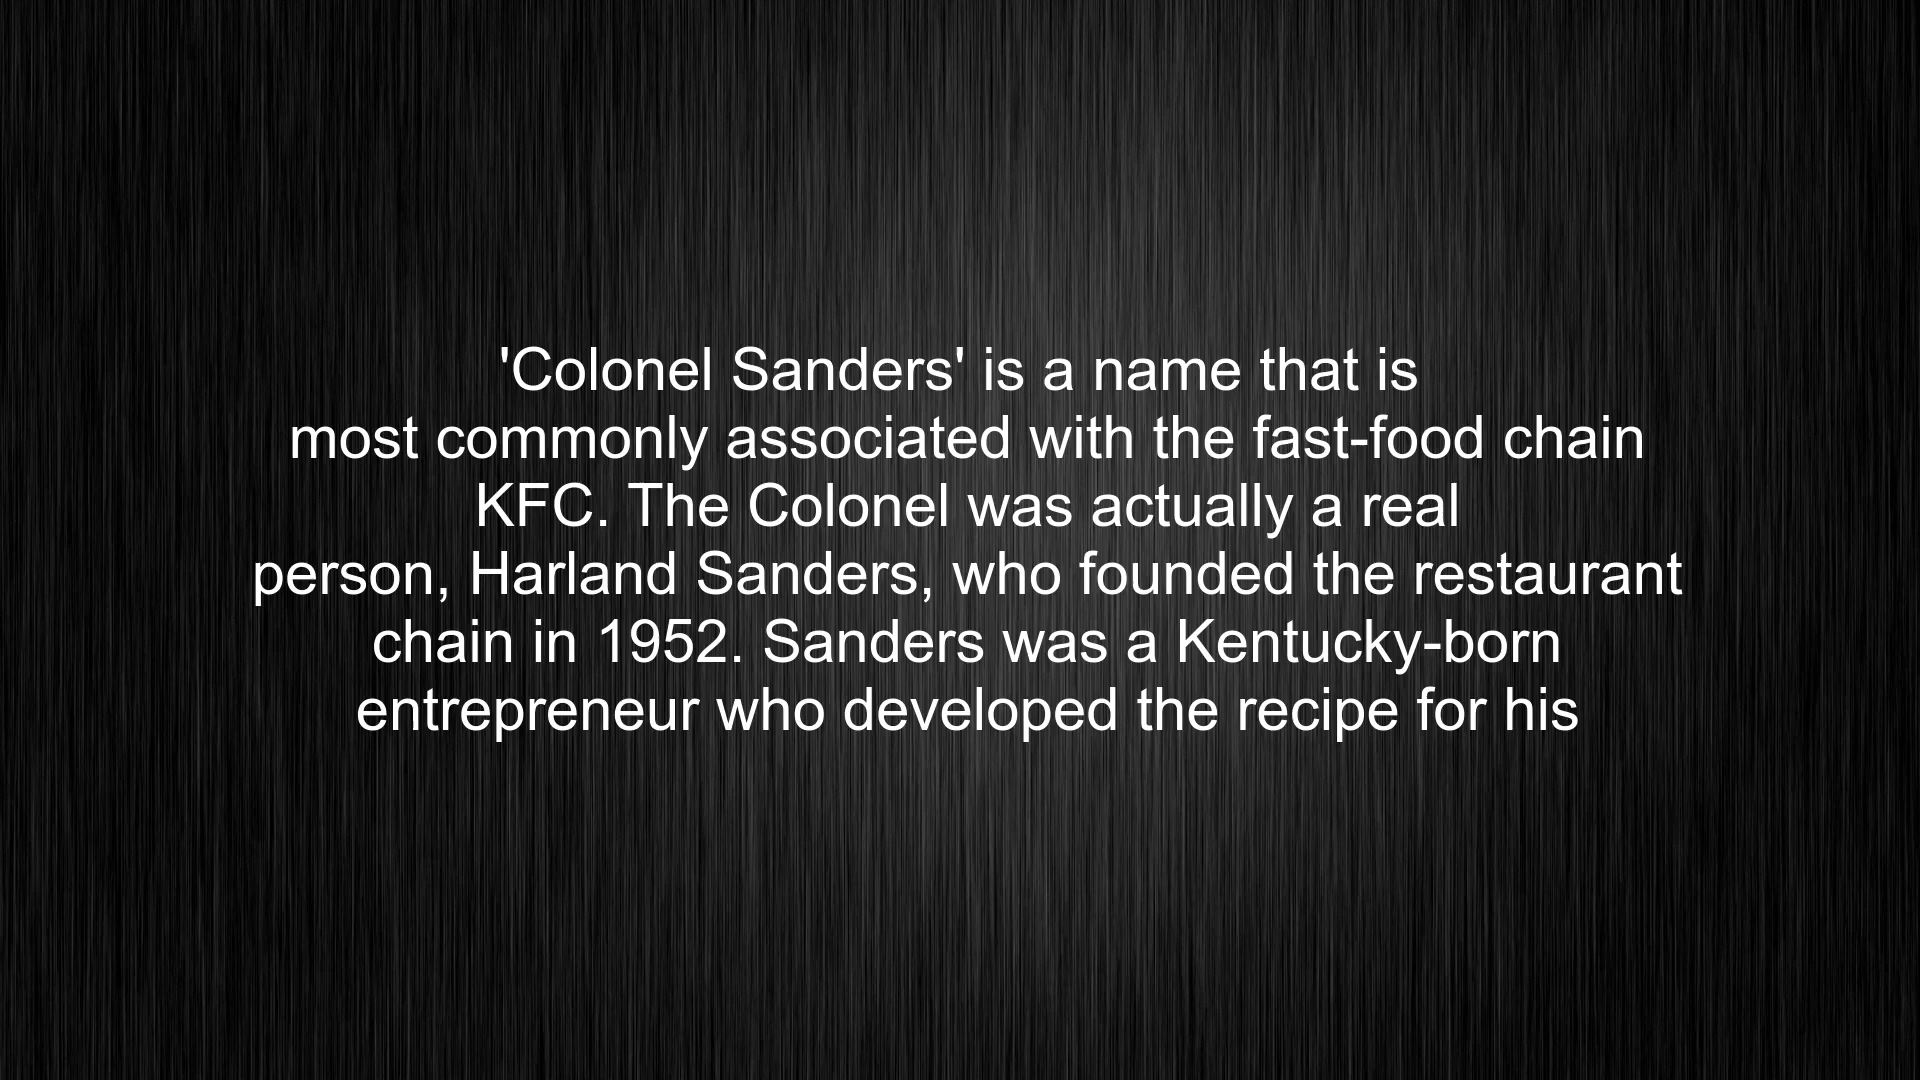 'Colonel Sanders' is a name that is
most commonly associated with the fast-food chain
KFC. The Colonel was actually a real
person, Harland Sanders, who founded the restaurant
chain in 1952. Sanders was a Kentucky-born
entrepreneur who developed the recipe for his